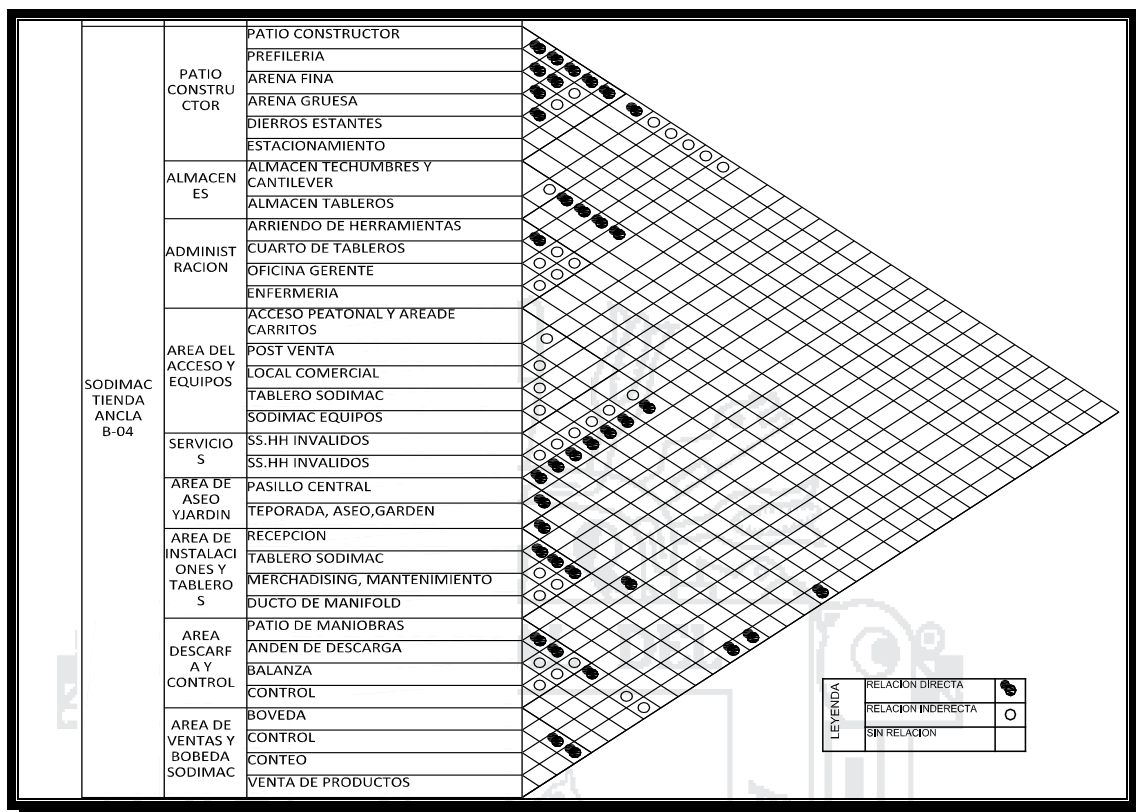 SODIMAC
TIENDA
ANCLA
B-04
PATIO
CONSTRU
CTOR
PATIO CONSTRUCTOR
PREFILERIA
ARENA FINA
ARENA GRUESA
DIERROS ESTANTES
ESTACIONAMIENTO
ALMACEN
ES
ALMACEN TECHUMBRES Y
CANTILEVER
ALMACEN TABLEROS
ADMINIST
RACION
ARRIENDO DE HERRAMIENTAS
CUARTO DE TABLEROS
OFICINA GERENTE
ENFERMERIA
AREA DEL
ACCESO Y
EQUIPOS
ACCESO PEATONAL Y AREADE
CARRITOS
POST VENTA
LOCAL COMERCIAL
TABLERO SODIMAC
SODIMAC EQUIPOS
SERVICIO
S
SS.HH INVALIDOS
SS.HH INVALIDOS
AREA DE
ASEO
YJARDIN
PASILLO CENTRAL
TEPORADA, ASEO,GARDEN
AREA DE
INSTALACI
ONES Y
TABLERO
S
RECEPCION
TABLERO SODIMAC
MERCHADISING, MANTENIMIENTO
DUCTO DE MANIFOLD
AREA
DESCARF
A Y
CONTROL
PATIO DE MANIOBRAS
ANDEN DE DESCARGA
BALANZA
CONTROL
AREA DE
VENTAS Y
BOBEDA
SODIMAC
BOVEDA
CONTROL
CONTEO
VENTA DE PRODUCTOS
LEYENDA
RELACION DIRECTA
RELACION INDERECTA
SIN RELACION
DEL